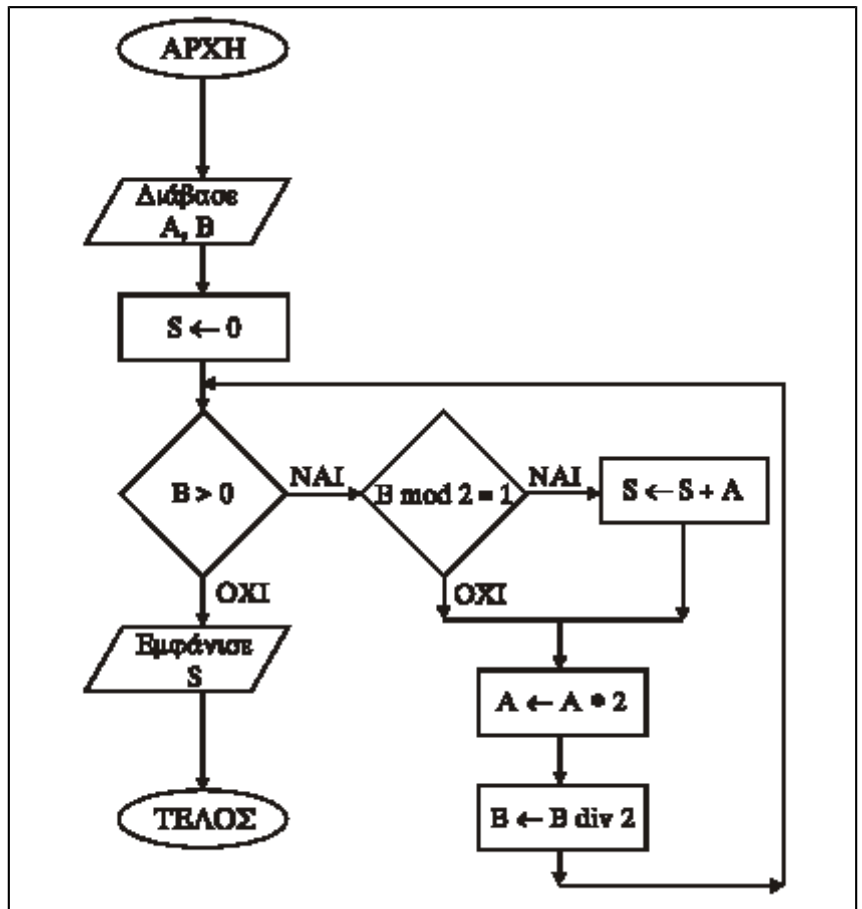 ΑΡΧΗ
Διάβασε
Α, Β
S ← 0
Β > 0
ΝΑΙ
Β mod 2 = 1
ΝΑΙ
S ← S + Α
ΟΧΙ
ΟΧΙ
Εμφάνισε
S
Α ← Α * 2
Β ← Β div 2
ΤΕΛΟΣ